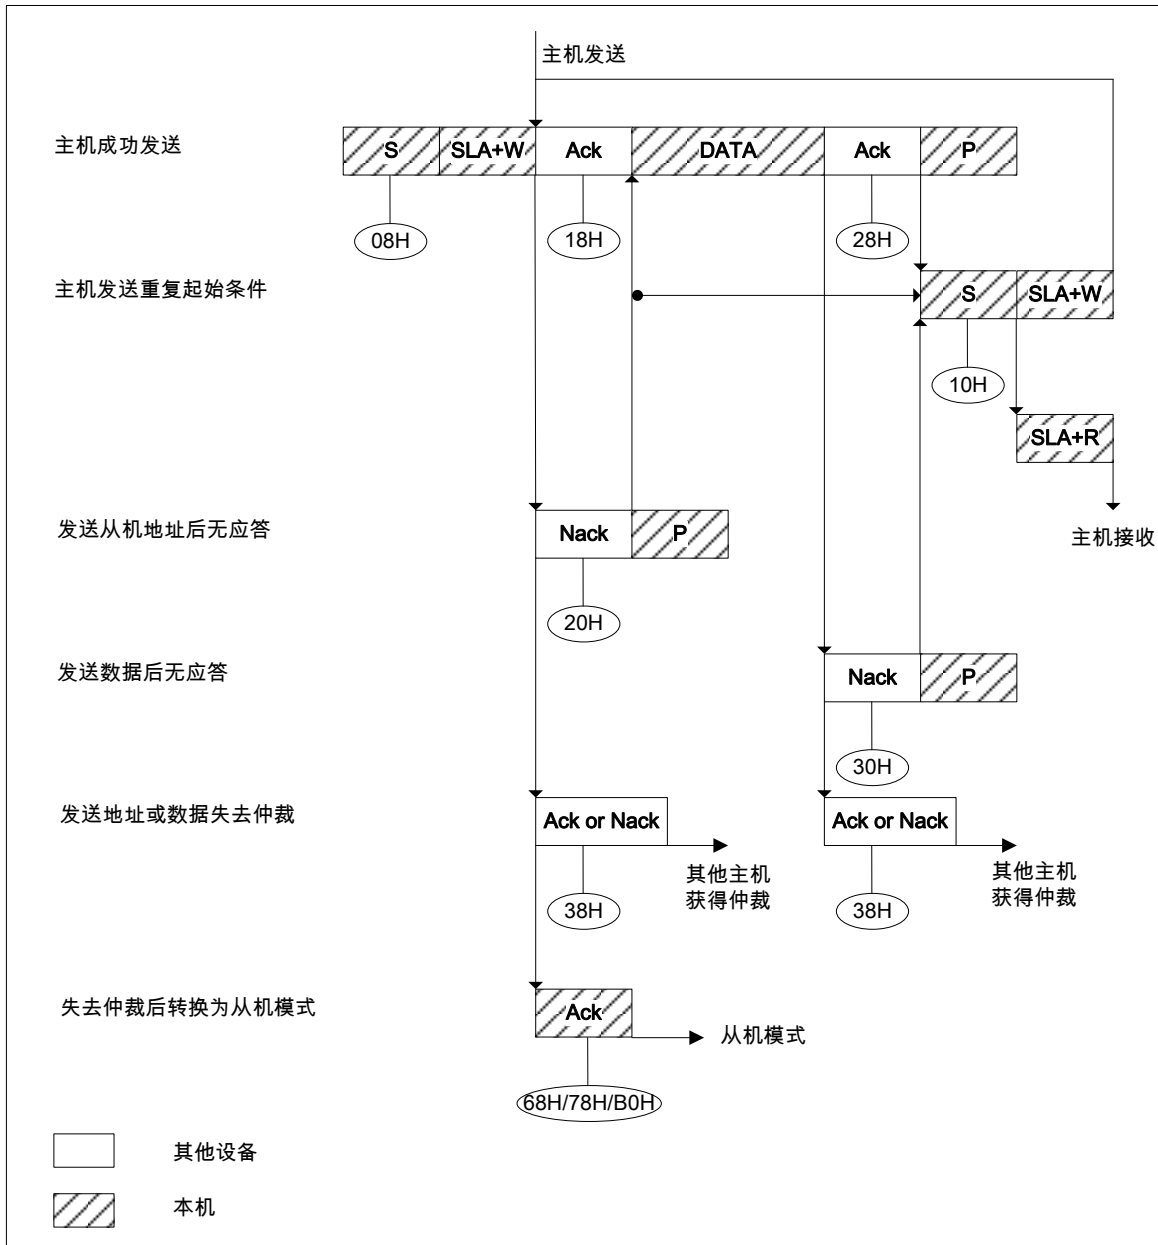 主机发送
主机成功发送
S SLA+W Ack DATA Ack P
08H 18H 28H
主机发送重复起始条件
S SLA+W
10H
SLA+R
主机接收
发送从机地址后无应答
Nack P
20H
发送数据后无应答
Nack P
30H
发送地址或数据失去仲裁
Ack or Nack Ack or Nack
其他主机 其他主机
获得仲裁 获得仲裁
38H 38H
失去仲裁后转换为从机模式
Ack
从机模式
68H/78H/B0H
其他设备
本机